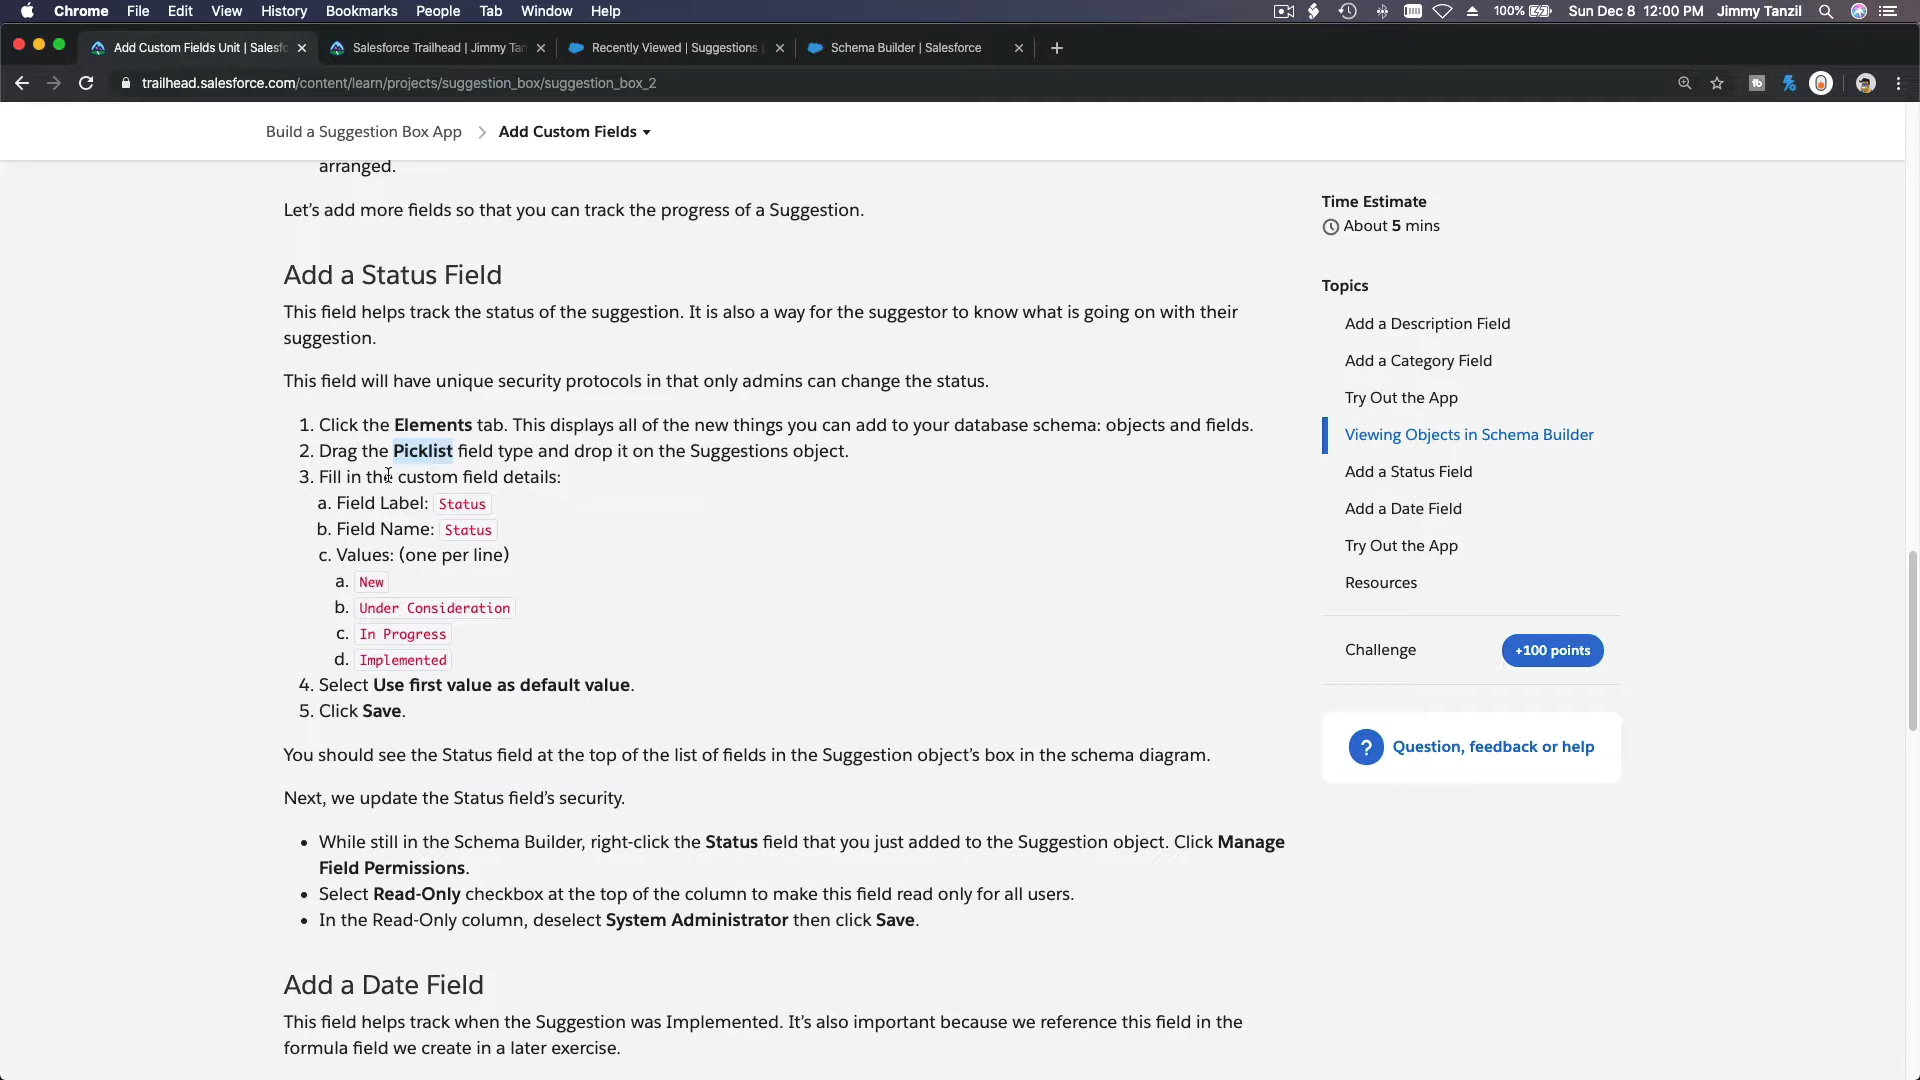 Chrome File Edit View History Bookmarks People Tab Window Help 100% Sun Dec 8 12:00 PM Jimmy Tanzil
Add Custom Fields Unit | Salesfo Salesforce Trailhead | Jimmy Tan Recently Viewed | Suggestions Schema Builder | Salesforce
trailhead.salesforce.com/content/learn/projects/suggestion_box/suggestion_box_2
Build a Suggestion Box App Add Custom Fields
arranged.
Let's add more fields so that you can track the progress of a Suggestion.
Add a Status Field
This field helps track the status of the suggestion. It is also a way for the suggestor to know what is going on with their
suggestion.
This field will have unique security protocols in that only admins can change the status.
1. Click the Elements tab. This displays all of the new things you can add to your database schema: objects and fields.
2. Drag the Picklist field type and drop it on the Suggestions object.
3. Fill in the custom field details:
a. Field Label: Status
b. Field Name: Status
c. Values: (one per line)
a. New
b. Under Consideration
c. In Progress
d. Implemented
4. Select Use first value as default value.
5. Click Save.
You should see the Status field at the top of the list of fields in the Suggestion object's box in the schema diagram.
Next, we update the Status field's security.
• While still in the Schema Builder, right-click the Status field that you just added to the Suggestion object. Click Manage
Field Permissions.
• Select Read-Only checkbox at the top of the column to make this field read only for all users.
• In the Read-Only column, deselect System Administrator then click Save.
Add a Date Field
This field helps track when the Suggestion was Implemented. It's also important because we reference this field in the
formula field we create in a later exercise.
Time Estimate
About 5 mins
Topics
Add a Description Field
Add a Category Field
Try Out the App
Viewing Objects in Schema Builder
Add a Status Field
Add a Date Field
Try Out the App
Resources
Challenge +100 points
? Question, feedback or help